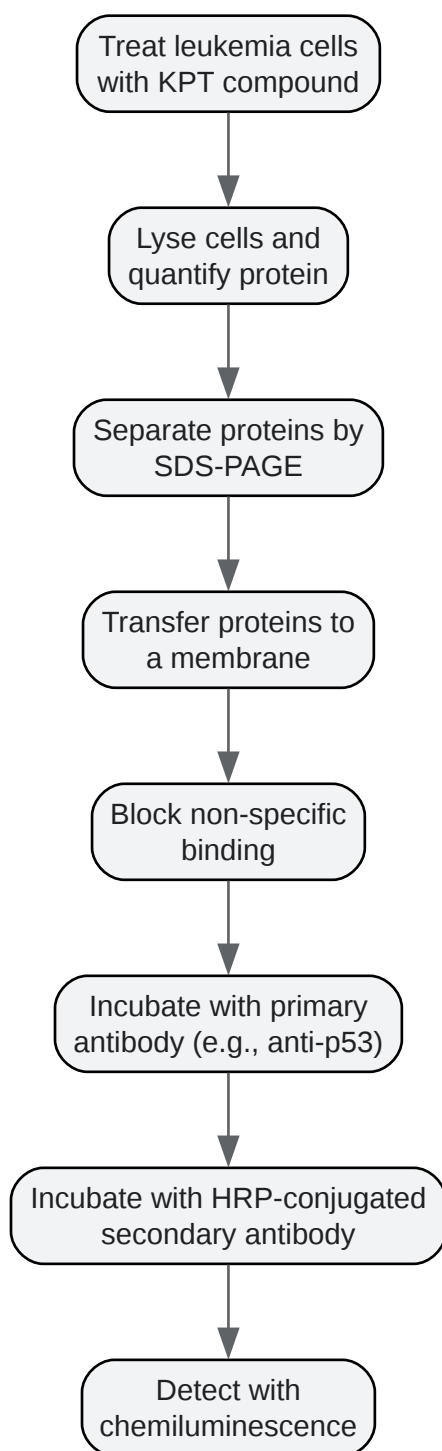 Treat leukemia cells
with KPT compound
Lyse cells and
quantify protein
Separate proteins by
SDS-PAGE
Transfer proteins to
a membrane
Block non-specific
binding
Incubate with primary
antibody (e.g., anti-p53)
Incubate with HRP-conjugated
secondary antibody
Detect with
chemiluminescence